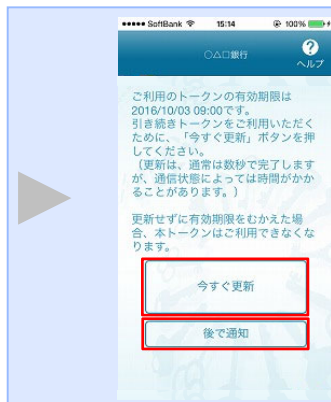 SoftBank 15:14 100%
〇△□銀行
?
ヘルプ
ご利用のトークンの有効期限は
2016/10/03 09:00です。
引き続きトークンをご利用いただく
ために、「今すぐ更新」ボタンを押
してください。
（更新は、通常は数秒で完了します
が、通信状態によっては時間がかか
ることがあります。）
更新せずに有効期限をむかえた場
合、本トークンはご利用できなくな
ります。
今すぐ更新
後で通知